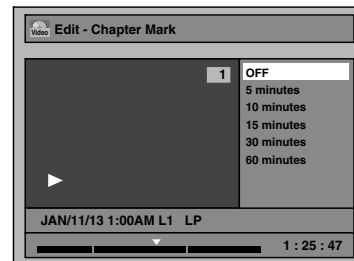 Video Edit - Chapter Mark
1
OFF
5 minutes
10 minutes
15 minutes
30 minutes
60 minutes
JAN/11/13 1:00AM L1 LP
1 : 25 : 47